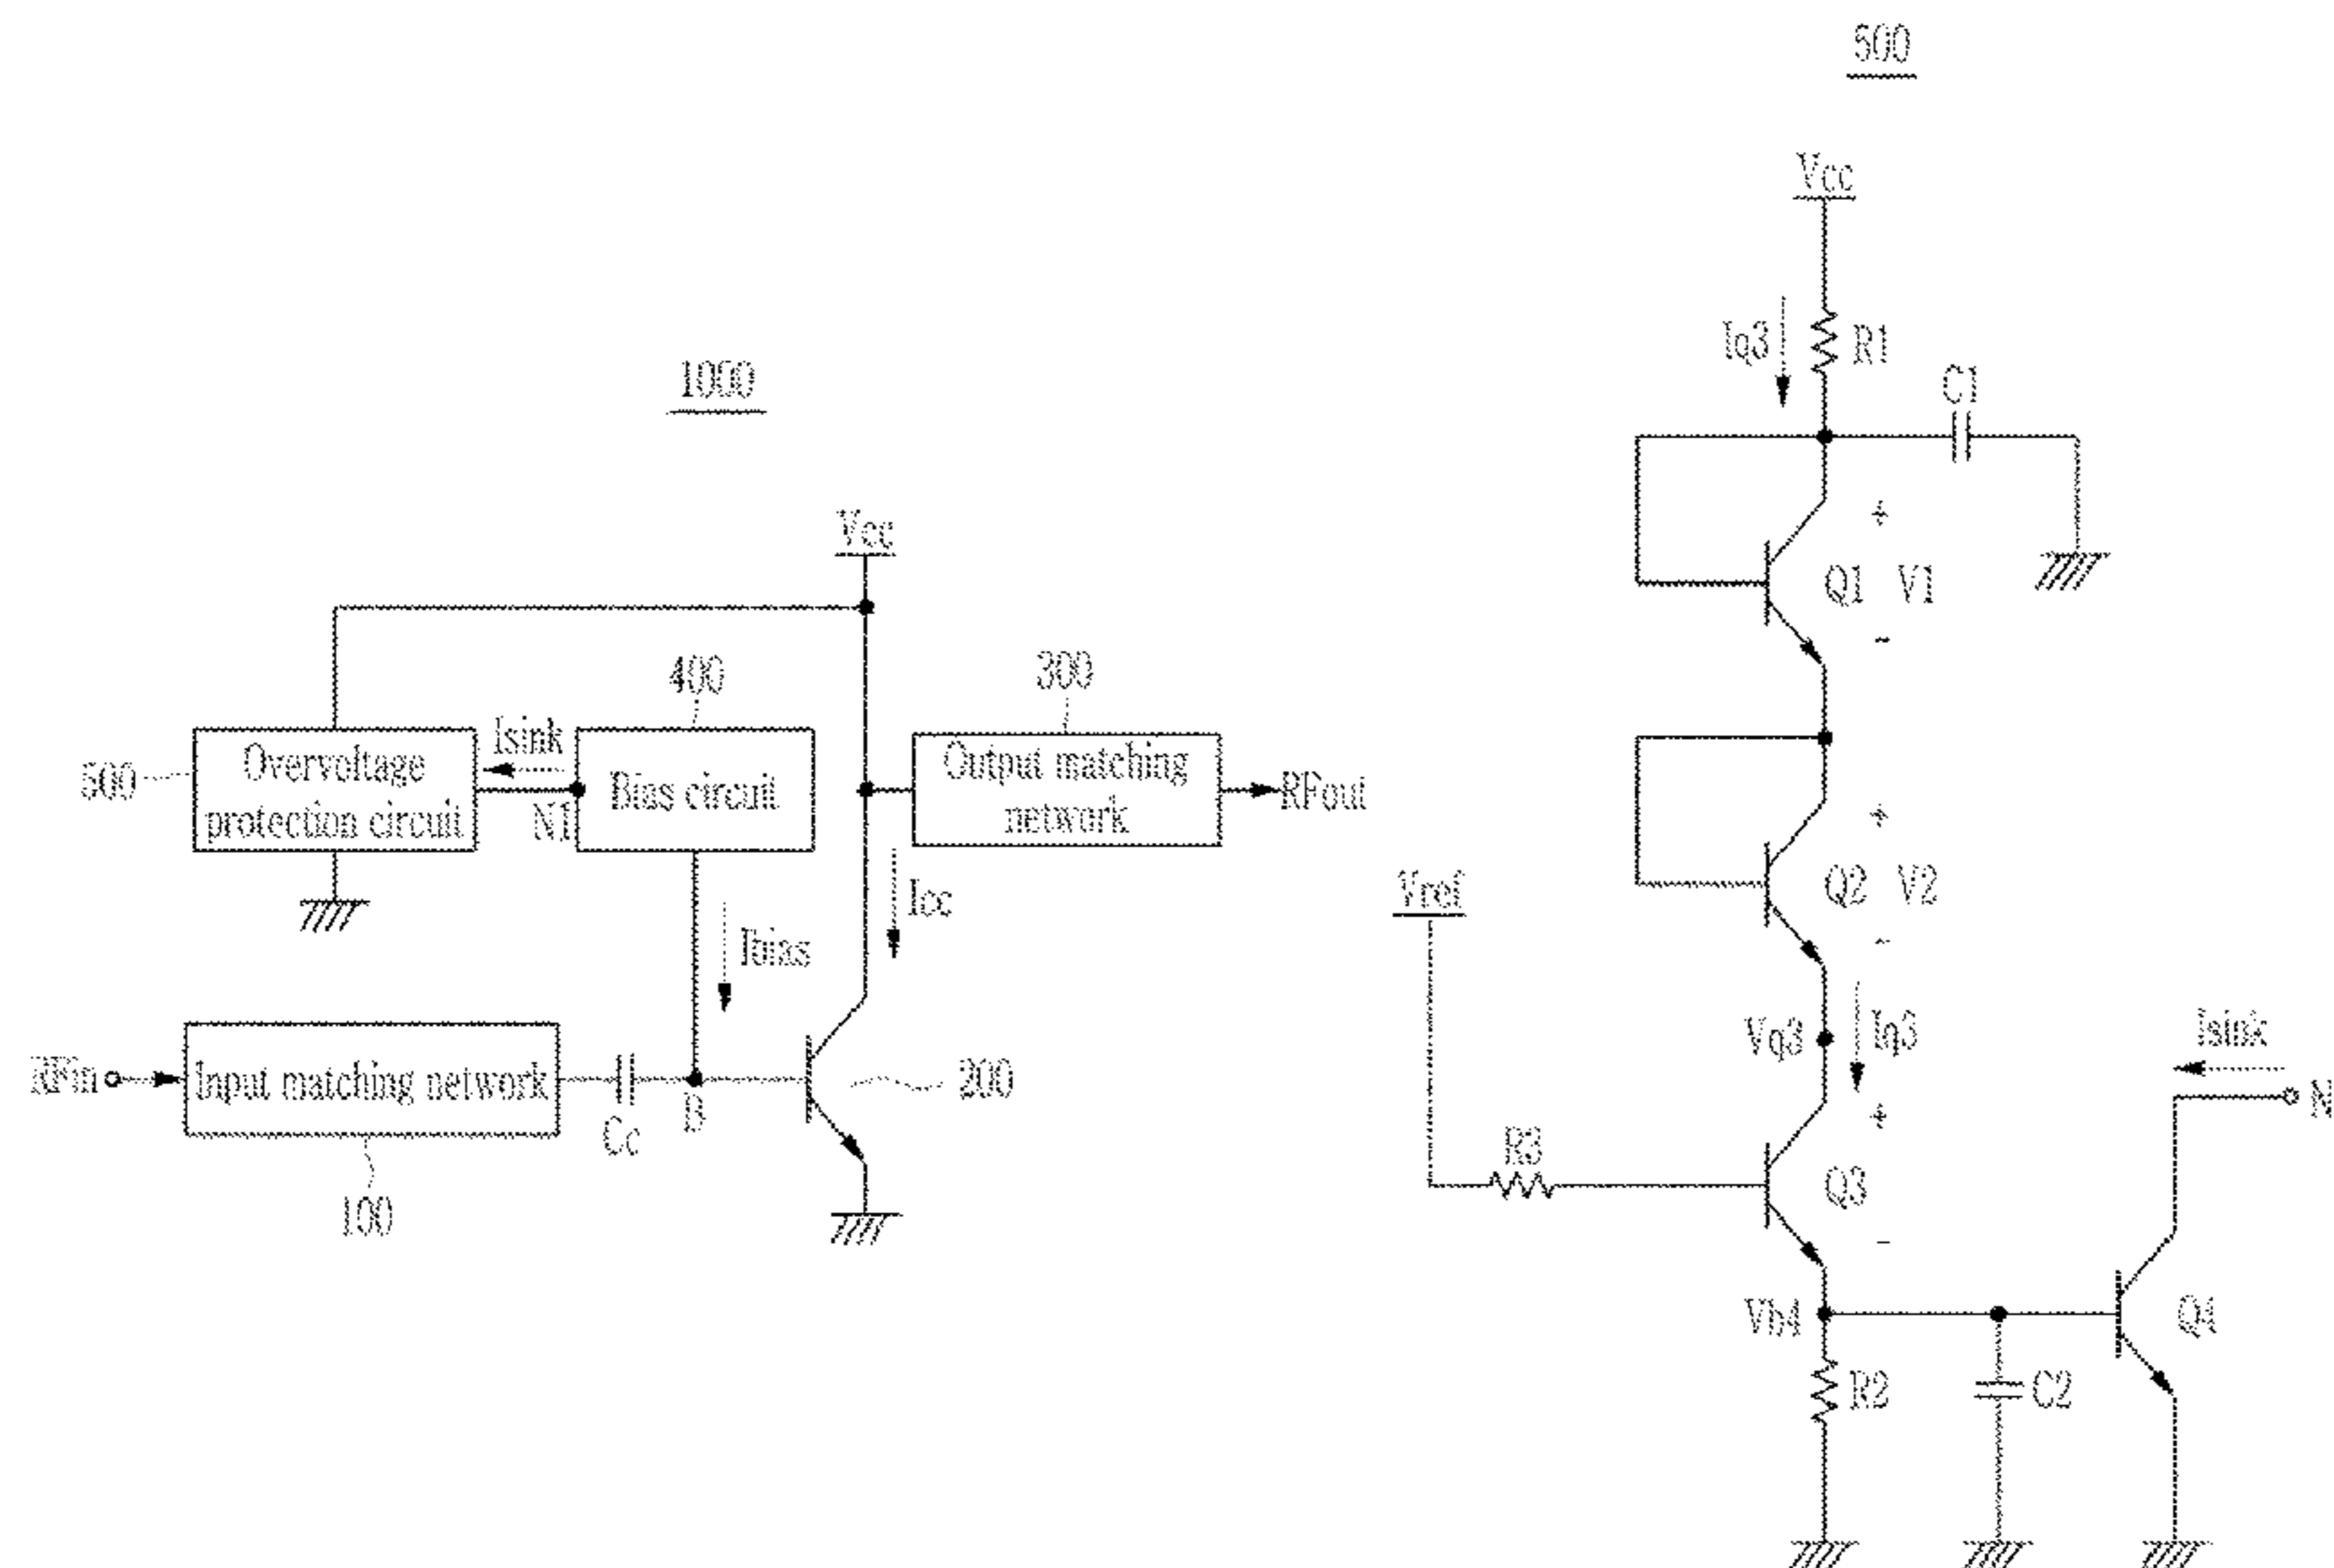 1000
Vcc
400
300
500
Overvoltage
protection circuit
Isink
N1
Bias circuit
Output matching
network
RFout
Icc
Ibias
RFin
Input matching network
Cc
B
200
100
500
Vcc
Iq3
R1
C1
+
Q1 V1
-
+
Q2 V2
-
Vref
Vq3
Iq3
+
Isink
N
R3
Q3
-
Vb4
Q4
R2
C2